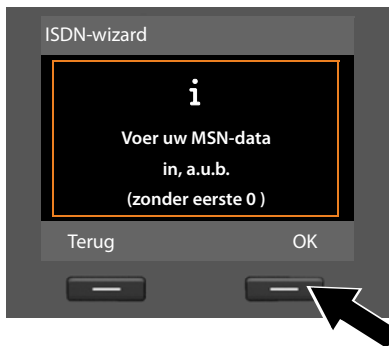 ISDN-wizard
i
Voer uw MSN-data
in, a.u.b.
(zonder eerste 0 )
Terug OK